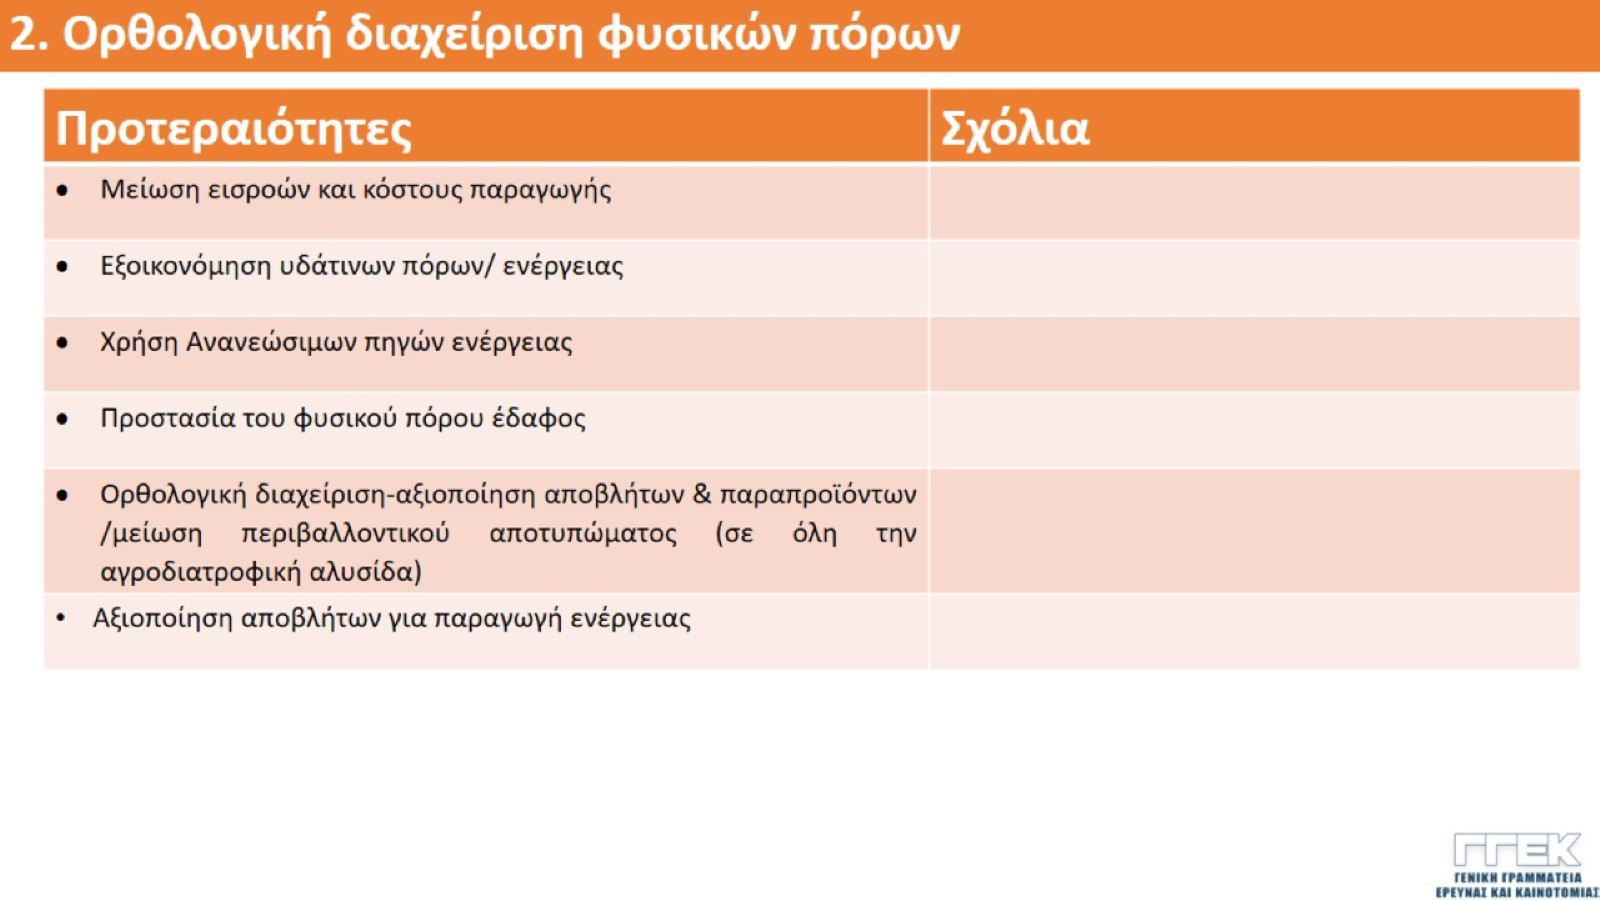 2. Ορθολογική διαχείριση φυσικών πόρων
Προτεραιότητες
Σχόλια
• Μείωση εισροών και κόστους παραγωγής
• Εξοικονόμηση υδάτινων πόρων/ ενέργειας
• Χρήση Ανανεώσιμων πηγών ενέργειας
• Προστασία του φυσικού πόρου έδαφος
• Ορθολογική διαχείριση-αξιοποίηση αποβλήτων & παραπροϊόντων
/μείωση περιβαλλοντικού αποτυπώματος (σε όλη την
αγροδιατροφική αλυσίδα)
• Αξιοποίηση αποβλήτων για παραγωγή ενέργειας
ΓΓΕΚ
ΓΕΝΙΚΗ ΓΡΑΜΜΑΤΕΙΑ
ΕΡΕΥΝΑΣ ΚΑΙ ΚΑΙΝΟΤΟΜΙΑΣ